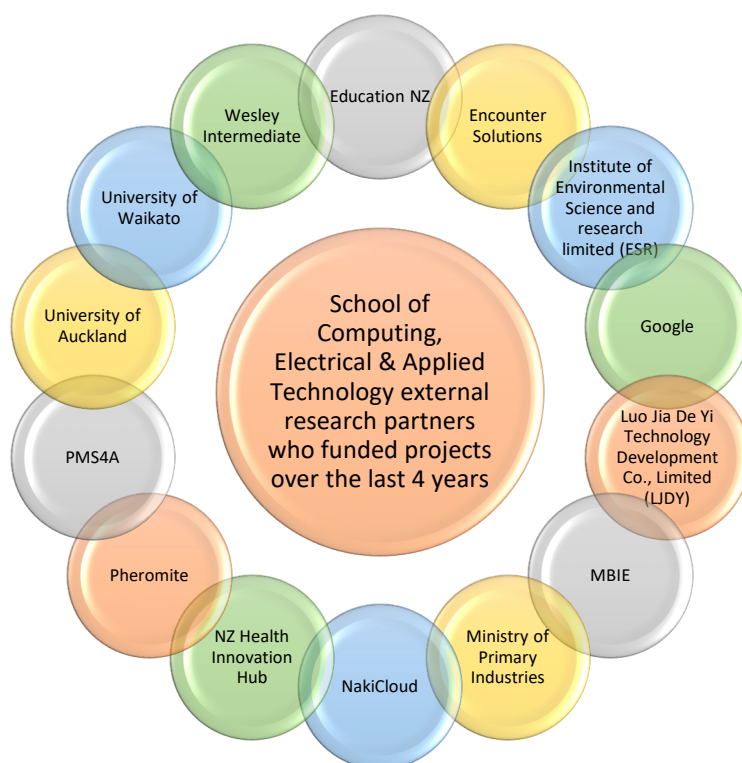 Education NZ
Encounter
Solutions
Institute of
Environmental
Science and
research
limited (ESR)
Google
Luo Jia De Yi
Technology
Development
Co., Limited
(LJDY)
MBIE
Ministry of
Primary
Industries
NakiCloud
NZ Health
Innovation
Hub
Pheromite
PMS4A
University of
Auckland
University of
Waikato
Wesley
Intermediate
School of
Computing,
Electrical & Applied
Technology external
research partners
who funded projects
over the last 4 years